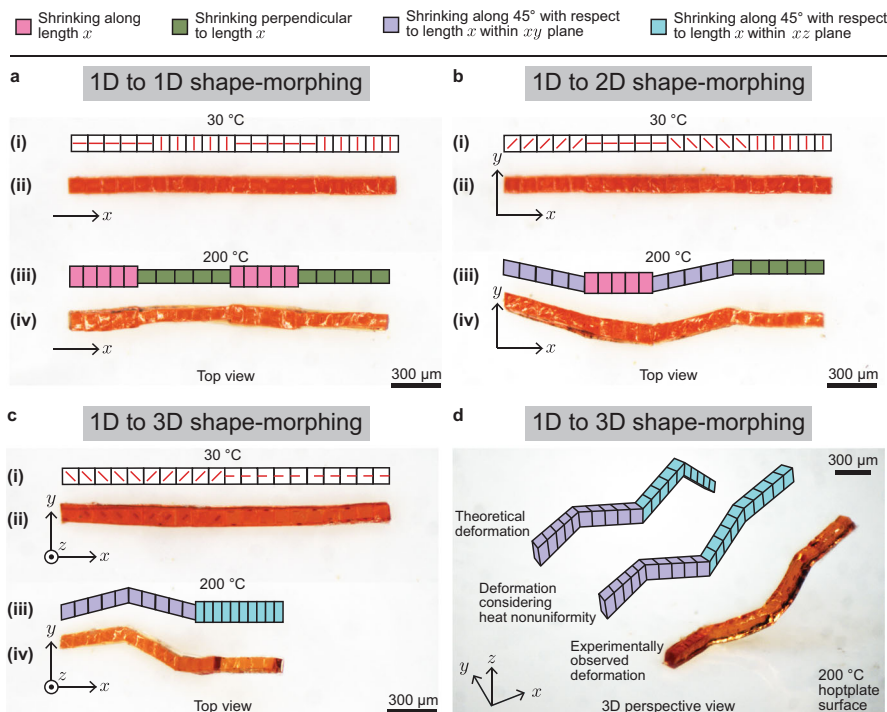 Shrinking along
length x
Shrinking perpendicular
to length x
Shrinking along 45° with respect
to length x within xy plane
Shrinking along 45° with respect
to length x within xz plane
a
1D to 1D shape-morphing
30 °C
(i)
(ii)
x
200 °C
(iii)
(iv)
x
Top view
300 µm
b
1D to 2D shape-morphing
30 °C
(i)
y
(ii)
x
200 °C
(iii)
y
(iv)
x
Top view
300 µm
c
1D to 3D shape-morphing
30 °C
(i)
y
(ii)
z
x
200 °C
(iii)
y
(iv)
z
x
Top view
300 µm
d
1D to 3D shape-morphing
300 µm
Theoretical
deformation
Deformation
considering
heat nonuniformity
Experimentally
observed
deformation
y
z
x
3D perspective view
200 °C
hoptplate
surface